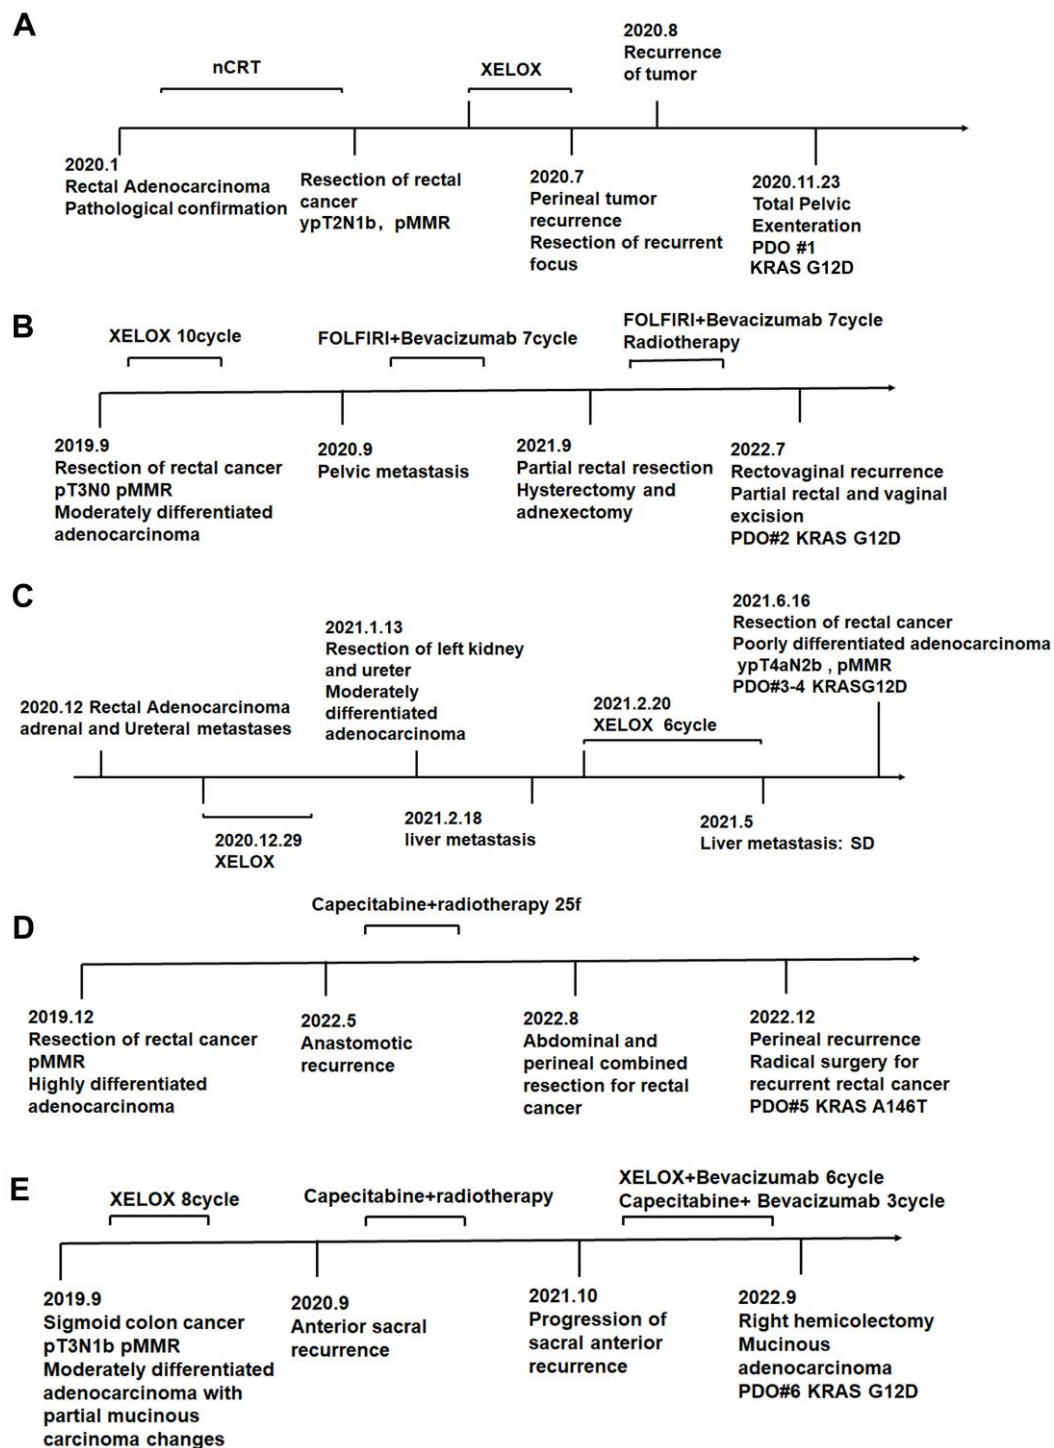 A
nCRT
XELOX
2020.8
Recurrence
of tumor
2020.1
Rectal Adenocarcinoma
Pathological confirmation
Resection of rectal
cancer
ypT2N1b，pMMR
2020.7
Perineal tumor
recurrence
Resection of recurrent
focus
2020.11.23
Total Pelvic
Exenteration
PDO #1
KRAS G12D
B
XELOX 10cycle
FOLFIRI+Bevacizumab 7cycle
FOLFIRI+Bevacizumab 7cycle
Radiotherapy
2019.9
Resection of rectal cancer
pT3N0 pMMR
Moderately differentiated
adenocarcinoma
2020.9
Pelvic metastasis
2021.9
Partial rectal resection
Hysterectomy and
adnexectomy
2022.7
Rectovaginal recurrence
Partial rectal and vaginal
excision
PDO#2 KRAS G12D
C
2020.12 Rectal Adenocarcinoma
adrenal and Ureteral metastases
2020.12.29
XELOX
2021.1.13
Resection of left kidney
and ureter
Moderately
differentiated
adenocarcinoma
2021.2.18
liver metastasis
2021.2.20
XELOX 6cycle
2021.5
Liver metastasis: SD
2021.6.16
Resection of rectal cancer
Poorly differentiated adenocarcinoma
ypT4aN2b , pMMR
PDO#3-4 KRASG12D
D
Capecitabine+radiotherapy 25f
2019.12
Resection of rectal cancer
pMMR
Highly differentiated
adenocarcinoma
2022.5
Anastomotic
recurrence
2022.8
Abdominal and
perineal combined
resection for rectal
cancer
2022.12
Perineal recurrence
Radical surgery for
recurrent rectal cancer
PDO#5 KRAS A146T
E
XELOX 8cycle
Capecitabine+radiotherapy
XELOX+Bevacizumab 6cycle
Capecitabine+ Bevacizumab 3cycle
2019.9
Sigmoid colon cancer
pT3N1b pMMR
Moderately differentiated
adenocarcinoma with
partial mucinous
carcinoma changes
2020.9
Anterior sacral
recurrence
2021.10
Progression of
sacral anterior
recurrence
2022.9
Right hemicolectomy
Mucinous
adenocarcinoma
PDO#6 KRAS G12D